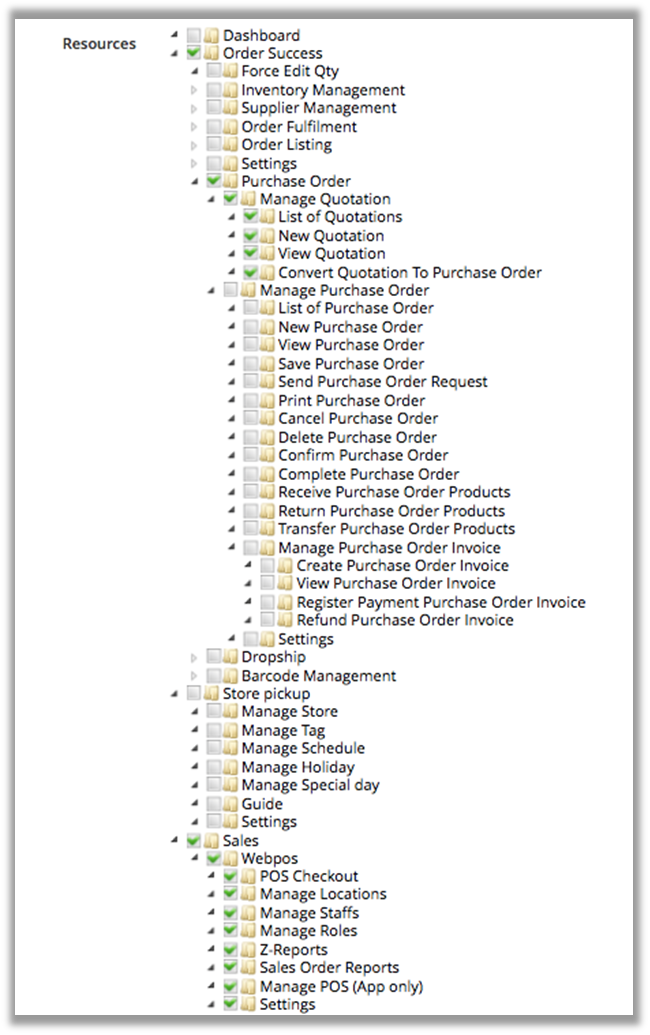 Resources
Dashboard
Order Success
Force Edit Qty
Inventory Management
Supplier Management
Order Fulfilment
Order Listing
Settings
Purchase Order
Manage Quotation
List of Quotations
New Quotation
View Quotation
Convert Quotation To Purchase Order
Manage Purchase Order
List of Purchase Order
New Purchase Order
View Purchase Order
Save Purchase Order
Send Purchase Order Request
Print Purchase Order
Cancel Purchase Order
Delete Purchase Order
Confirm Purchase Order
Complete Purchase Order
Receive Purchase Order Products
Return Purchase Order Products
Transfer Purchase Order Products
Manage Purchase Order Invoice
Create Purchase Order Invoice
View Purchase Order Invoice
Register Payment Purchase Order Invoice
Refund Purchase Order Invoice
Settings
Dropship
Barcode Management
Store pickup
Manage Store
Manage Tag
Manage Schedule
Manage Holiday
Manage Special day
Guide
Settings
Sales
Webpos
POS Checkout
Manage Locations
Manage Staffs
Manage Roles
Z-Reports
Sales Order Reports
Manage POS (App only)
Settings